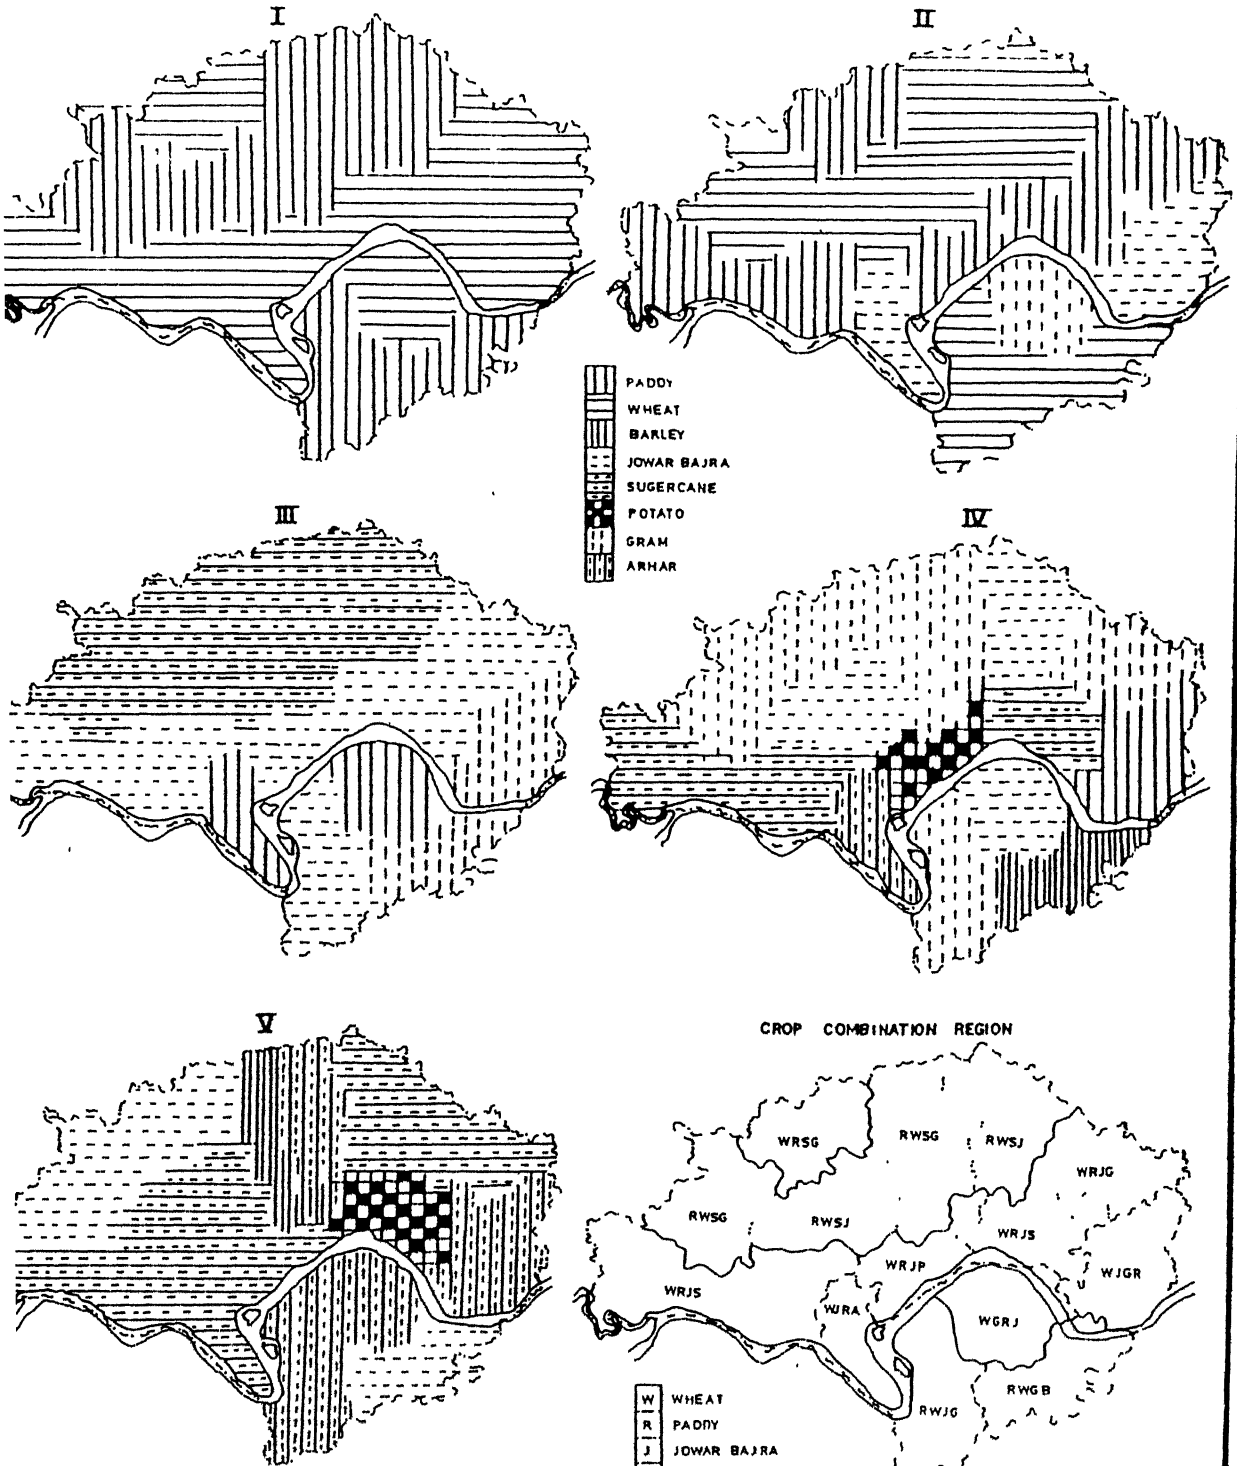 I
II
PADDY
WHEAT
BARLEY
JOWAR BAJRA
SUGERCANE
POTATO
GRAM
ARHAR
III
IV
V
CROP COMBINATION REGION
WRSG
RWSG
RWSJ
WRJG
RWSG
RWSJ
WRJS
WRJP
WJGR
WRJS
WJRA
WGRJ
RWGB
RWJG
W WHEAT
R PADDY
J JOWAR BAJRA